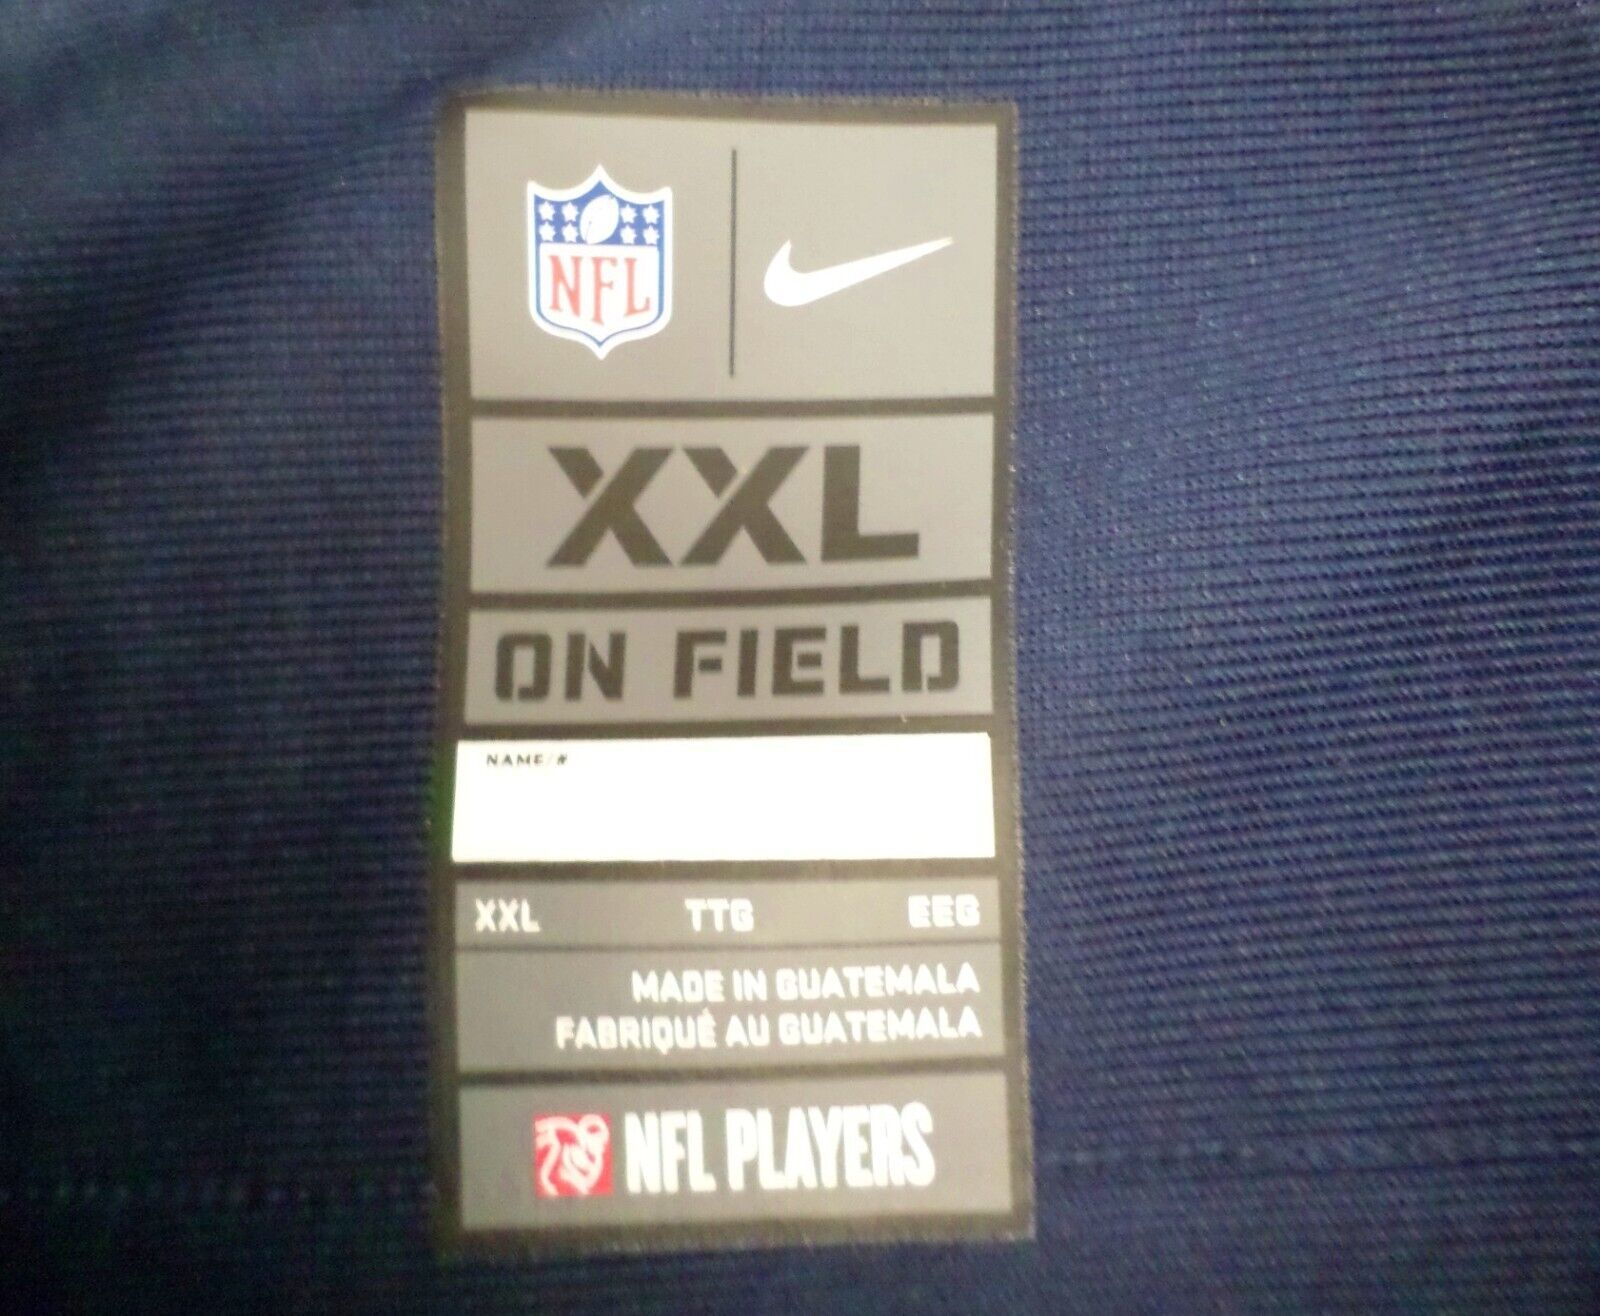 NFL
XXL
ON FIELD
NAME/#
XXL TTG EEG
MADE IN GUATEMALA
FABRIQUÉ AU GUATEMALA
NFL PLAYERS